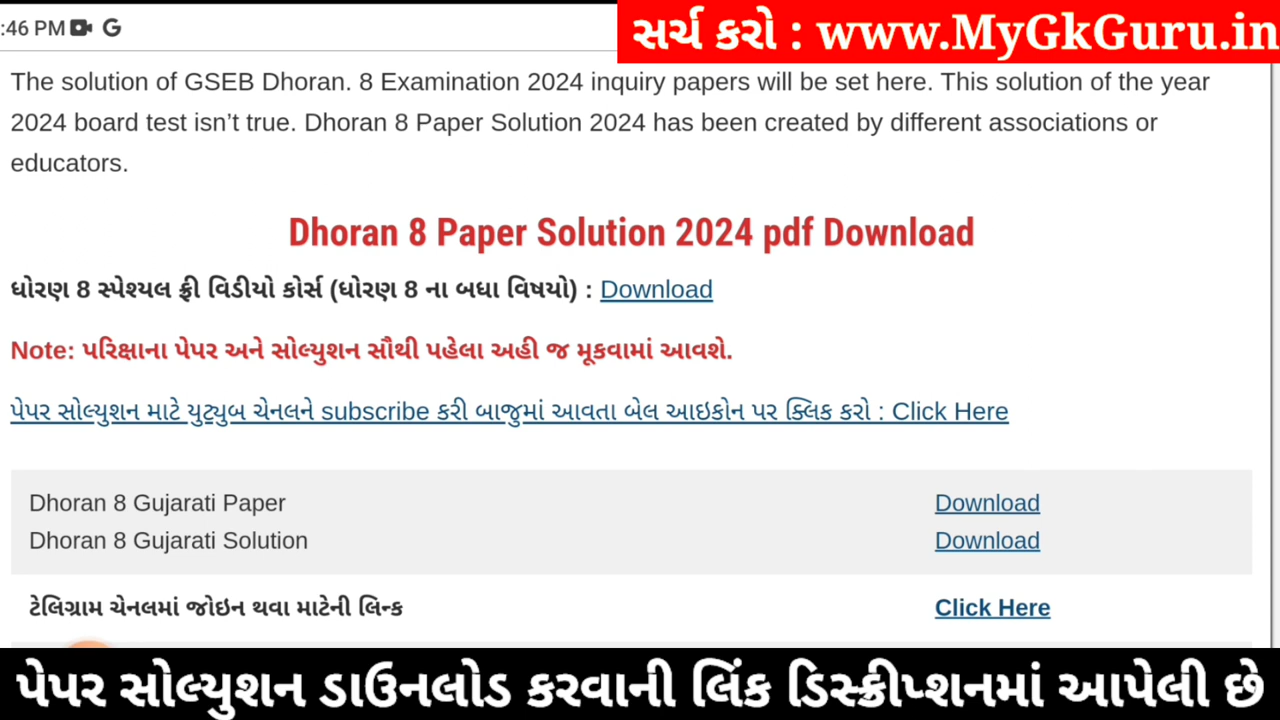 :46 PM
સર્ચ કરો : www.MyGkGuru.in
The solution of GSEB Dhoran. 8 Examination 2024 inquiry papers will be set here. This solution of the year
2024 board test isn’t true. Dhoran 8 Paper Solution 2024 has been created by different associations or
educators.
Dhoran 8 Paper Solution 2024 pdf Download
ધોરણ 8 સ્પેશ્યલ ફ્રી વિડીયો કોર્સ (ધોરણ 8 ના બધા વિષયો) : Download
Note: પરિક્ષાના પેપર અને સોલ્યુશન સૌથી પહેલા અહી જ મૂકવામાં આવશે.
પેપર સોલ્યુશન માટે યુટ્યુબ ચેનલને subscribe કરી બાજુમાં આવતા બેલ આઇકોન પર ક્લિક કરો : Click Here
Dhoran 8 Gujarati Paper Download
Dhoran 8 Gujarati Solution Download
ટેલિગ્રામ ચેનલમાં જોઇન થવા માટેની લિન્ક Click Here
પેપર સોલ્યુશન ડાઉનલોડ કરવાની લિંક ડિસ્ક્રીપ્શનમાં આપેલી છે